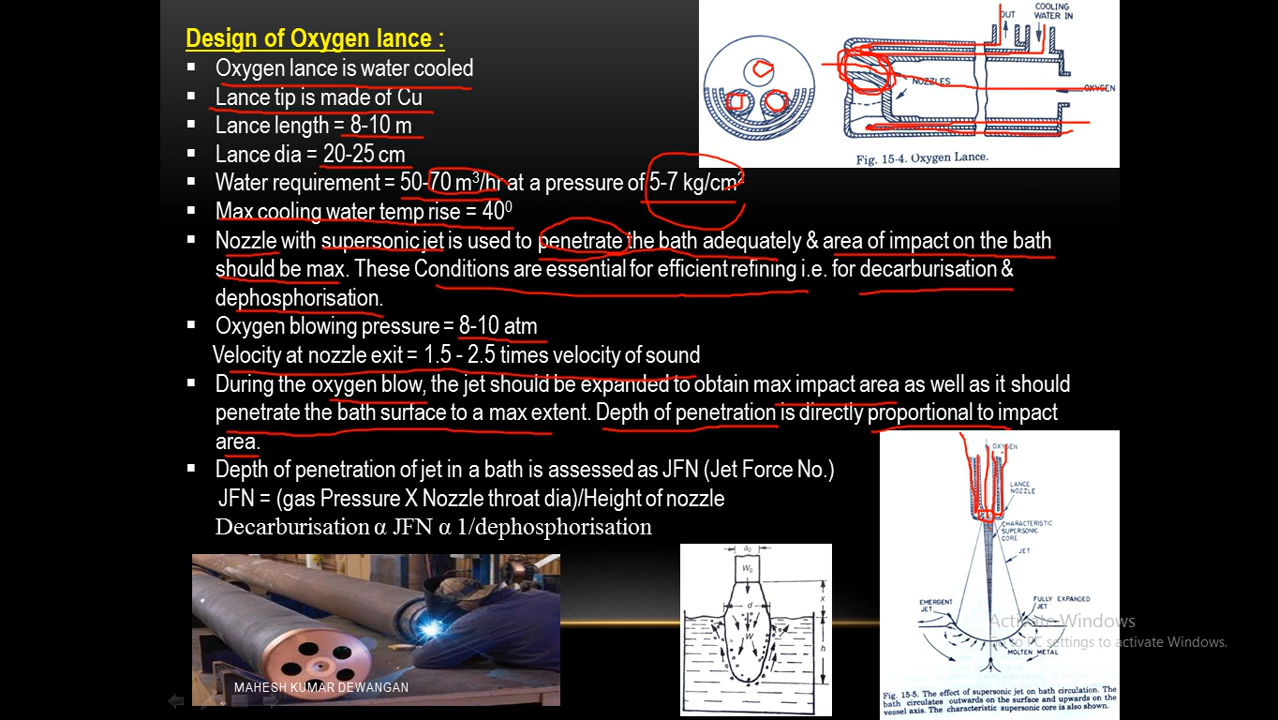 Design of Oxygen lance :
▪ Oxygen lance is water cooled
▪ Lance tip is made of Cu
▪ Lance length = 8-10 m
▪ Lance dia = 20-25 cm
▪ Water requirement = 50-70 m³/hr at a pressure of 5-7 kg/cm²
▪ Max cooling water temp rise = 40⁰
▪ Nozzle with supersonic jet is used to penetrate the bath adequately & area of impact on the bath
should be max. These Conditions are essential for efficient refining i.e. for decarburisation &
dephosphorisation.
▪ Oxygen blowing pressure = 8-10 atm
Velocity at nozzle exit = 1.5 - 2.5 times velocity of sound
▪ During the oxygen blow, the jet should be expanded to obtain max impact area as well as it should
penetrate the bath surface to a max extent. Depth of penetration is directly proportional to impact
area.
▪ Depth of penetration of jet in a bath is assessed as JFN (Jet Force No.)
JFN = (gas Pressure X Nozzle throat dia)/Height of nozzle
Decarburisation α JFN α 1/dephosphorisation
OUT
COOLING
WATER IN
NOZZLES
OXYGEN
Fig. 15-4. Oxygen Lance.
OXYGEN
LANCE
NOZZLE
CHARACTERISTIC
SUPERSONIC
CORE
JET
EMERGENT
JET
FULLY EXPANDED
JET
MOLTEN METAL
Fig. 15-5. The effect of supersonic jet on bath circulation. The
bath circulates outwards on the surface and upwards on the
vessel axis. The characteristic supersonic core is also shown.
a₀
W₀
x
d
W
h
MAHESH KUMAR DEWANGAN
Activate Windows
Go to PC settings to activate Windows.